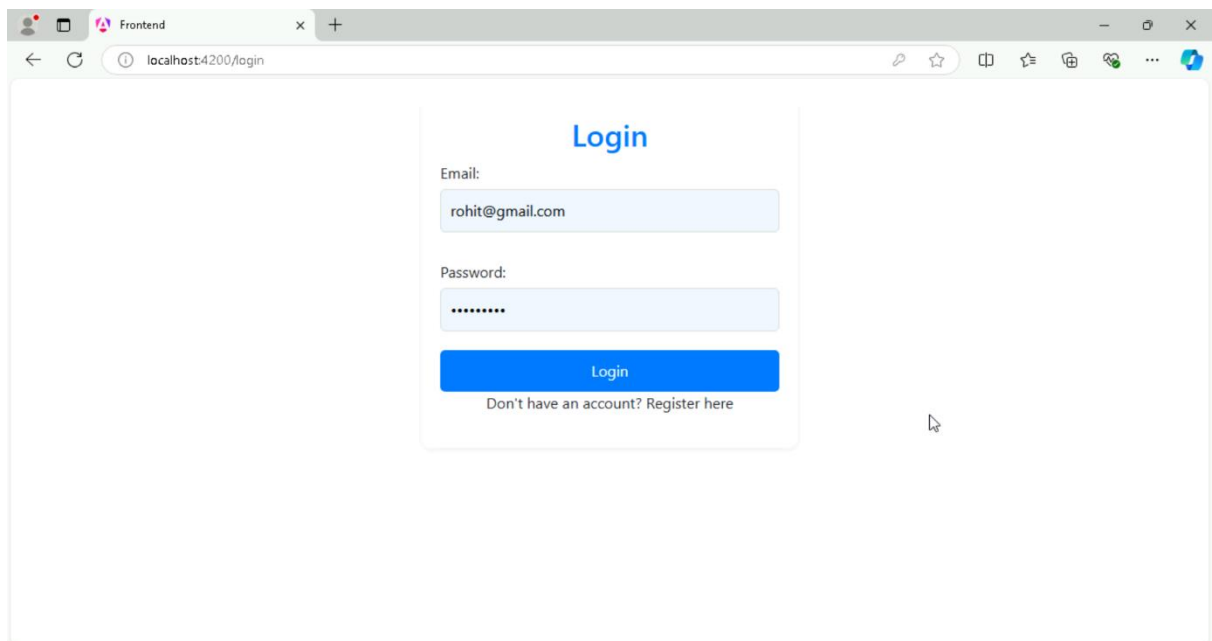 Frontend
localhost:4200/login
Login
Email:
rohit@gmail.com
Password:
•••••••••
Login
Don't have an account? Register here